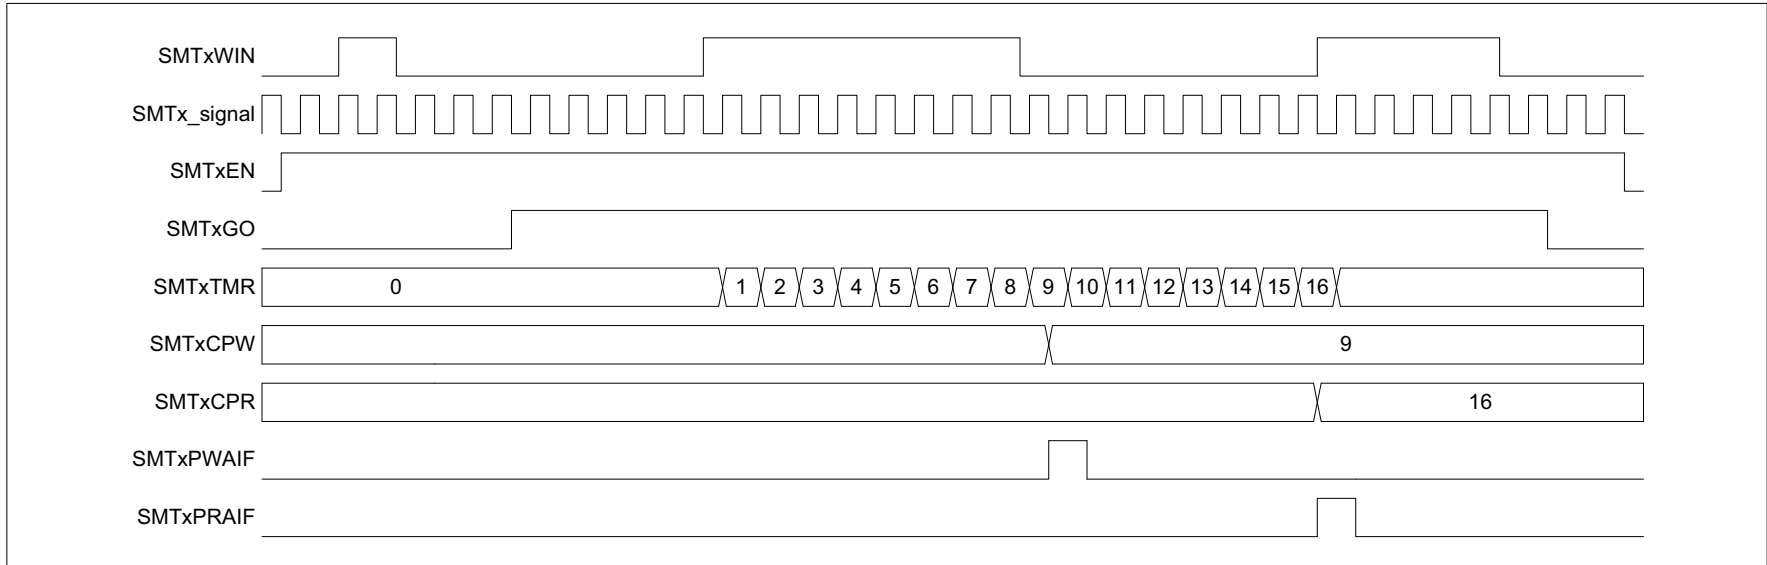 SMTxWIN
SMTx_signal
SMTxEN
SMTxGO
SMTxTMR 0 1 2 3 4 5 6 7 8 9 10 11 12 13 14 15 16
SMTxCPW 9
SMTxCPR 16
SMTxPWAIF
SMTxPRAIF